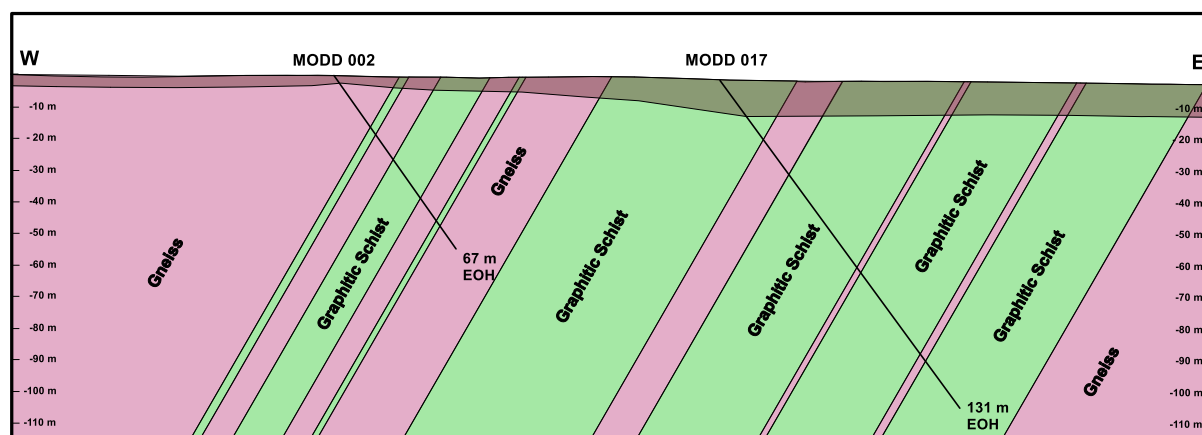 W
MODD 002
MODD 017
E
-10 m
- 20 m
-30 m
-40 m
-50 m
-60 m
-70 m
-80 m
-90 m
-100 m
-110 m
Gneiss
Graphitic Schist
Gneiss
67 m
EOH
Graphitic Schist
Graphitic Schist
Graphitic Schist
Graphitic Schist
Gneiss
131 m
EOH
-10 m
-20 m
-30 m
-40 m
-50 m
-60 m
-70 m
-80 m
-90 m
-100 m
-110 m